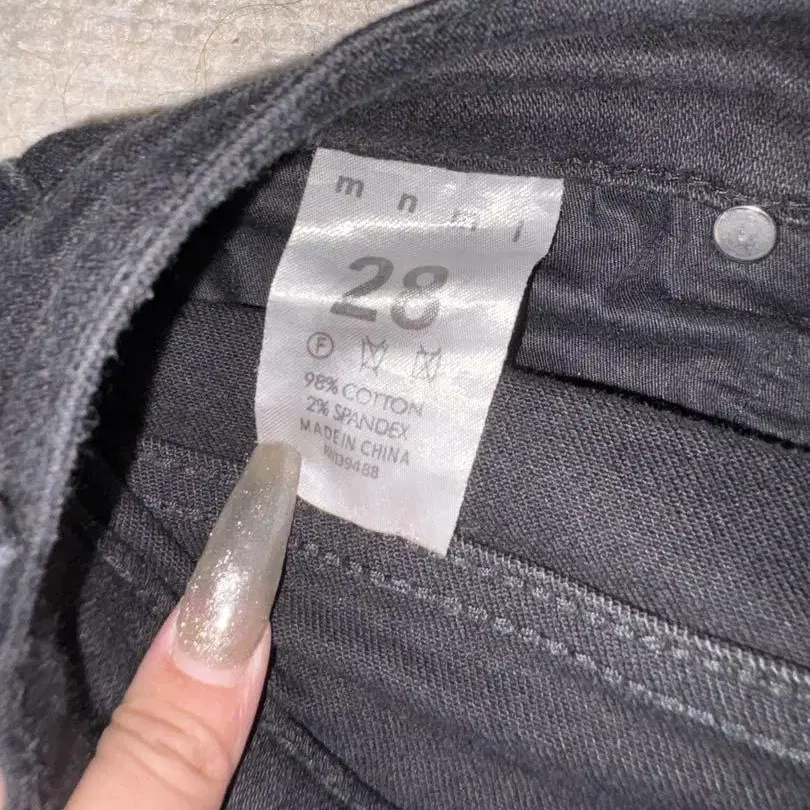 m n m l
28
F
98% COTTON
2% SPANDEX
MADE IN CHINA